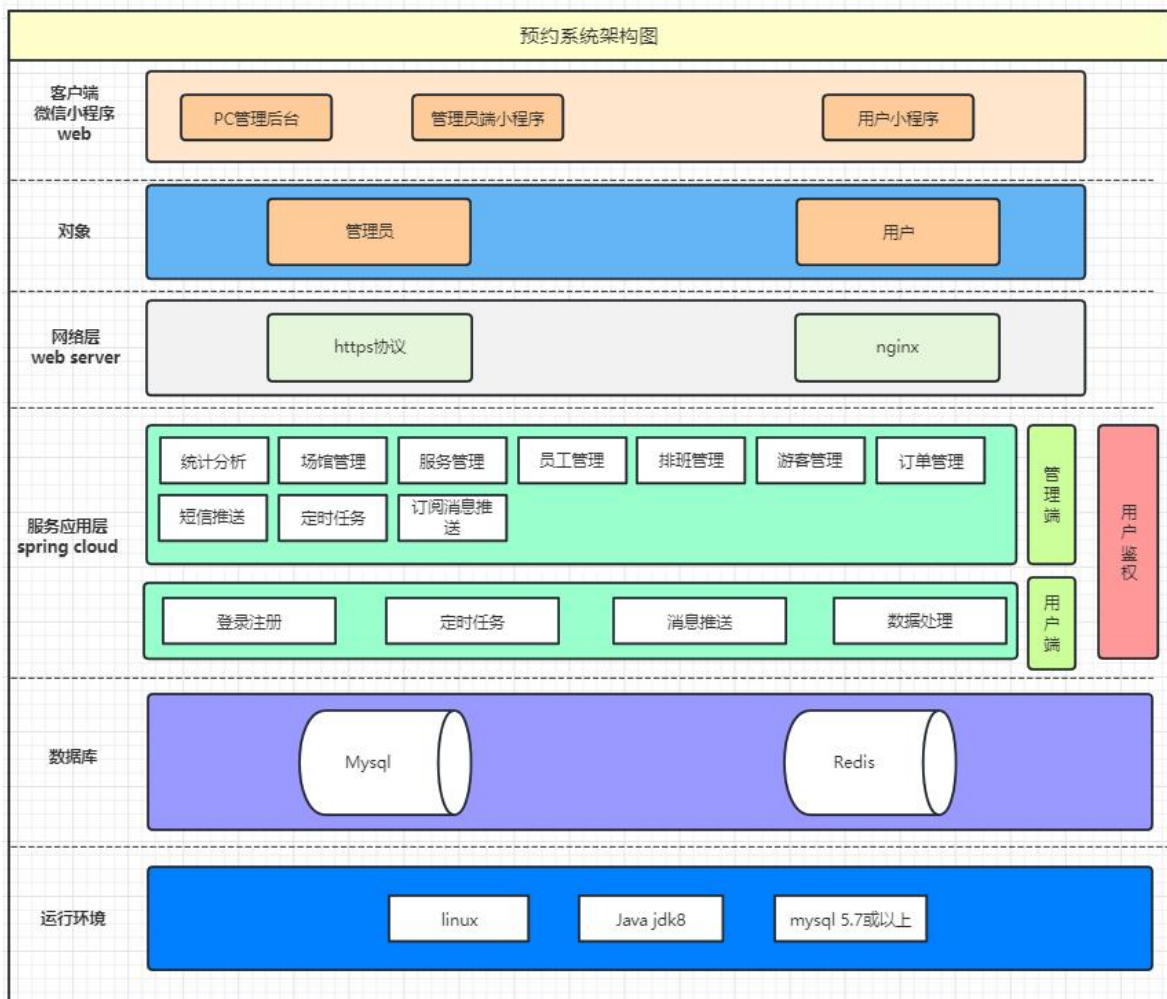 预约系统架构图
客户端
微信小程序
web
PC管理后台
管理员端小程序
用户小程序
对象
管理员
用户
网络层
web server
https协议
nginx
服务应用层
spring cloud
统计分析
场馆管理
服务管理
员工管理
排班管理
游客管理
订单管理
短信推送
定时任务
订阅消息推
送
管理端
用户鉴权
登录注册
定时任务
消息推送
数据处理
用户端
数据库
Mysql
Redis
运行环境
linux
Java jdk8
mysql 5.7或以上